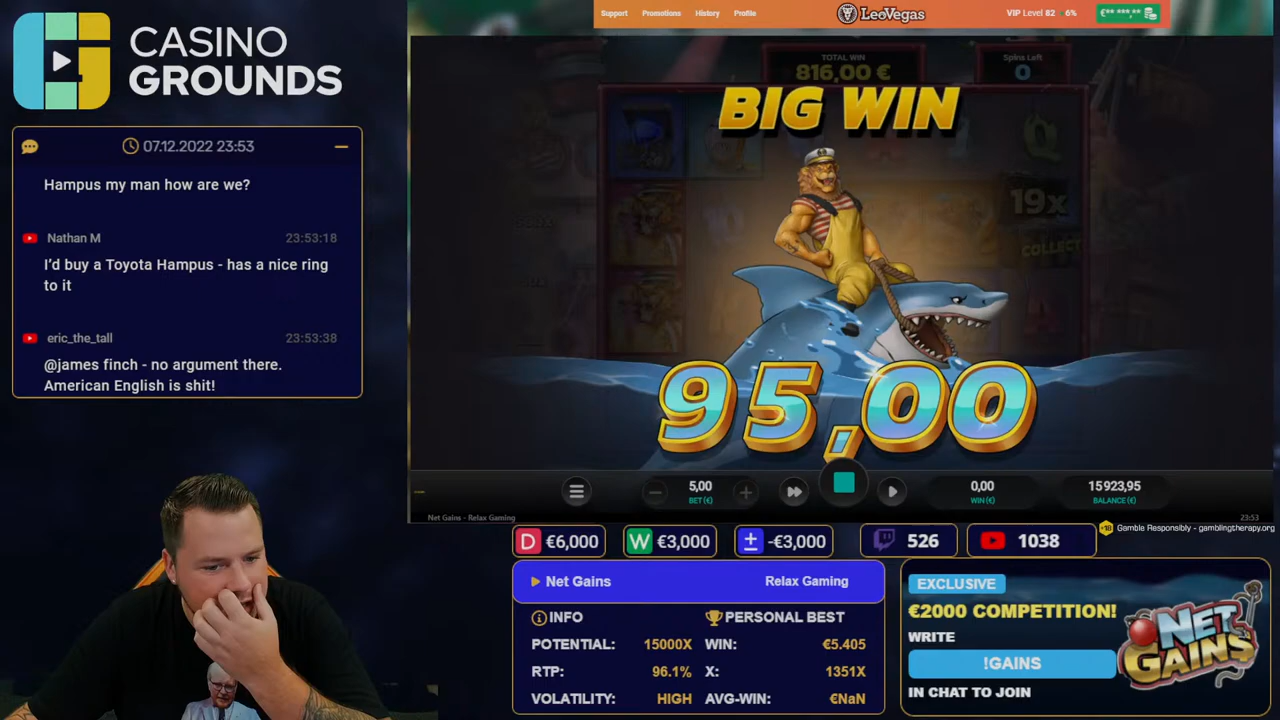 CASINO
GROUNDS
07.12.2022 23:53
Hampus my man how are we?
Nathan M 23:53:18
I'd buy a Toyota Hampus - has a nice ring
to it
eric_the_tall 23:53:38
@james finch - no argument there.
American English is shit!
Support Promotions History Profile
LeoVegas
VIP Level 82 6%
€** ***,**
TOTAL WIN
816,00 €
Spins Left
0
BIG WIN
Q
19x
COLLECT
95,00
5,00
BET (€)
0,00
WIN (€)
15923,95
BALANCE (€)
Net Gains - Relax Gaming
23:53
+18 Gamble Responsibly - gamblingtherapy.org
D €6,000
W €3,000
± -€3,000
526
1038
Net Gains Relax Gaming
INFO
POTENTIAL: 15000X
RTP: 96.1%
VOLATILITY: HIGH
PERSONAL BEST
WIN: €5.405
X: 1351X
AVG-WIN: €NaN
EXCLUSIVE
€2000 COMPETITION!
WRITE
!GAINS
IN CHAT TO JOIN
NET
GAINS